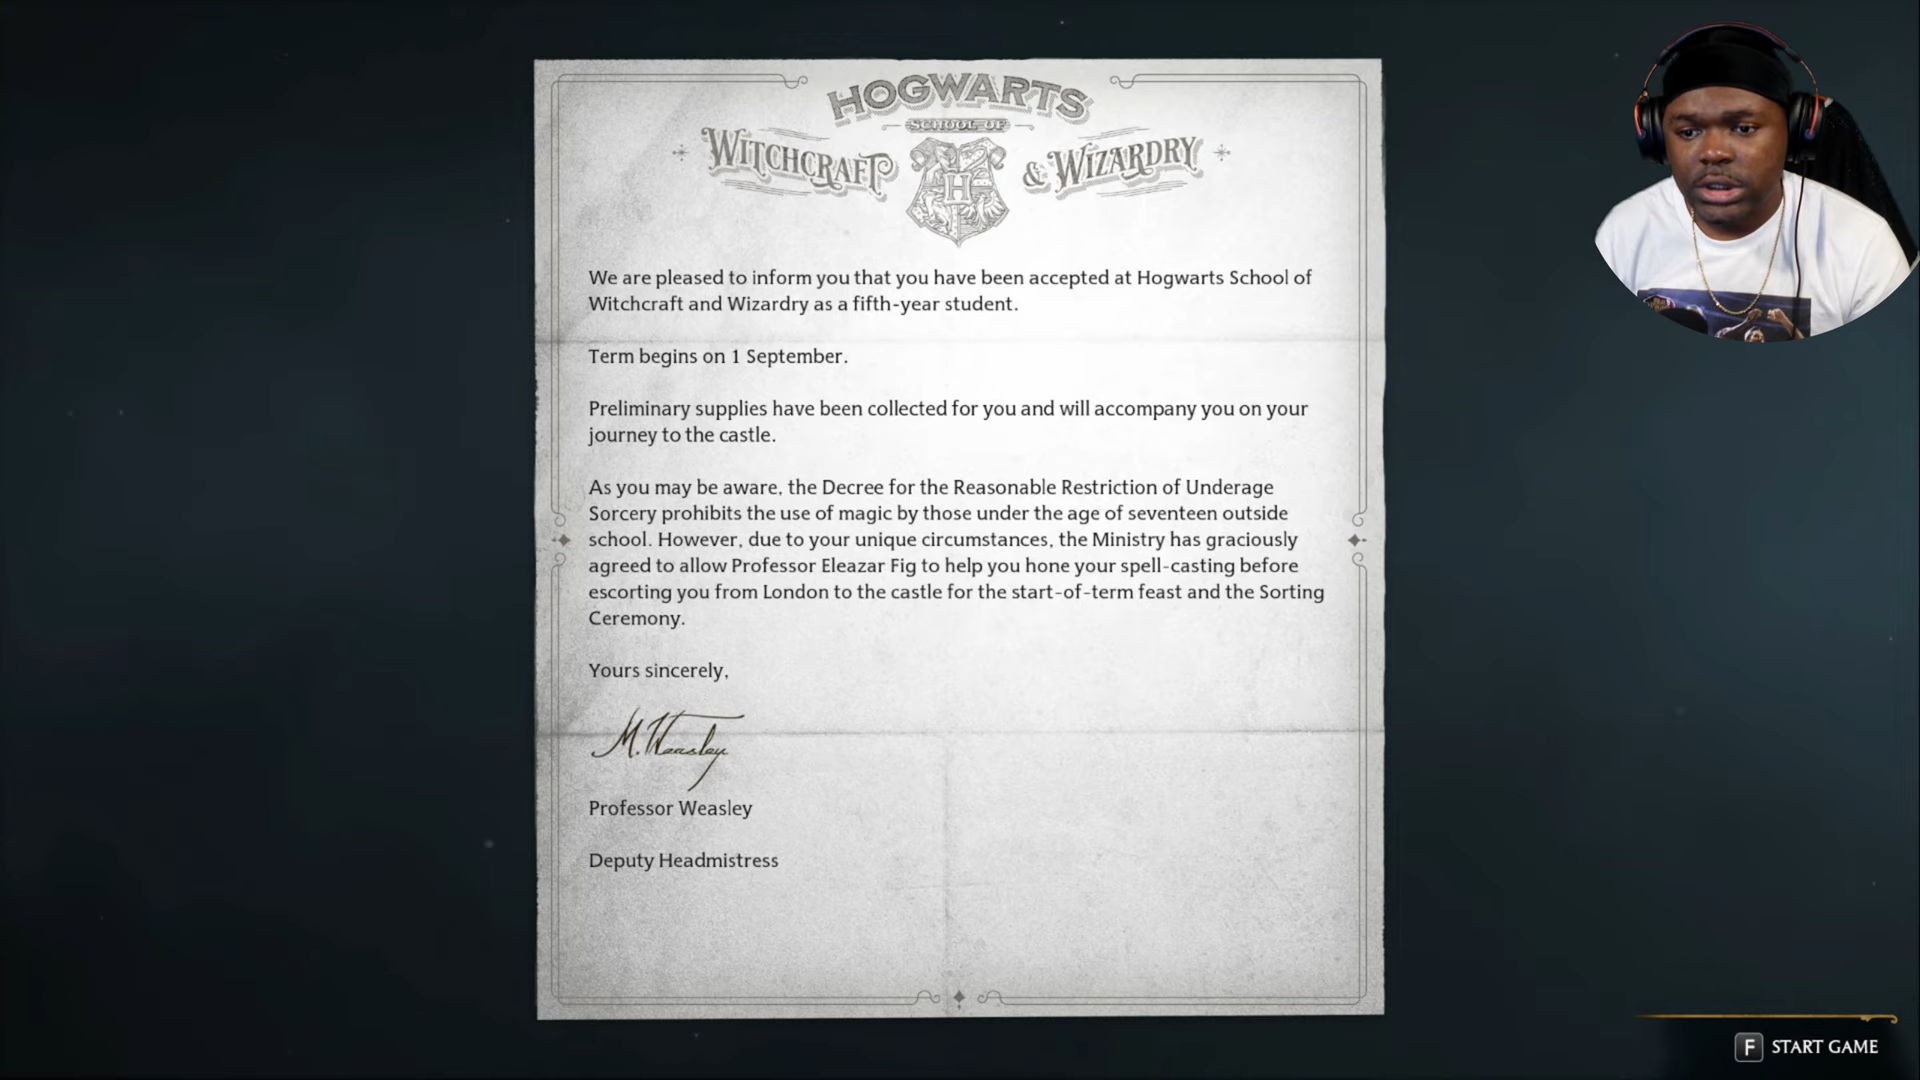 HOGWARTS
SCHOOL OF
WITCHCRAFT & WIZARDRY
H
We are pleased to inform you that you have been accepted at Hogwarts School of
Witchcraft and Wizardry as a fifth-year student.
Term begins on 1 September.
Preliminary supplies have been collected for you and will accompany you on your
journey to the castle.
As you may be aware, the Decree for the Reasonable Restriction of Underage
Sorcery prohibits the use of magic by those under the age of seventeen outside
school. However, due to your unique circumstances, the Ministry has graciously
agreed to allow Professor Eleazar Fig to help you hone your spell-casting before
escorting you from London to the castle for the start-of-term feast and the Sorting
Ceremony.
Yours sincerely,
M. Weasley
Professor Weasley
Deputy Headmistress
F START GAME